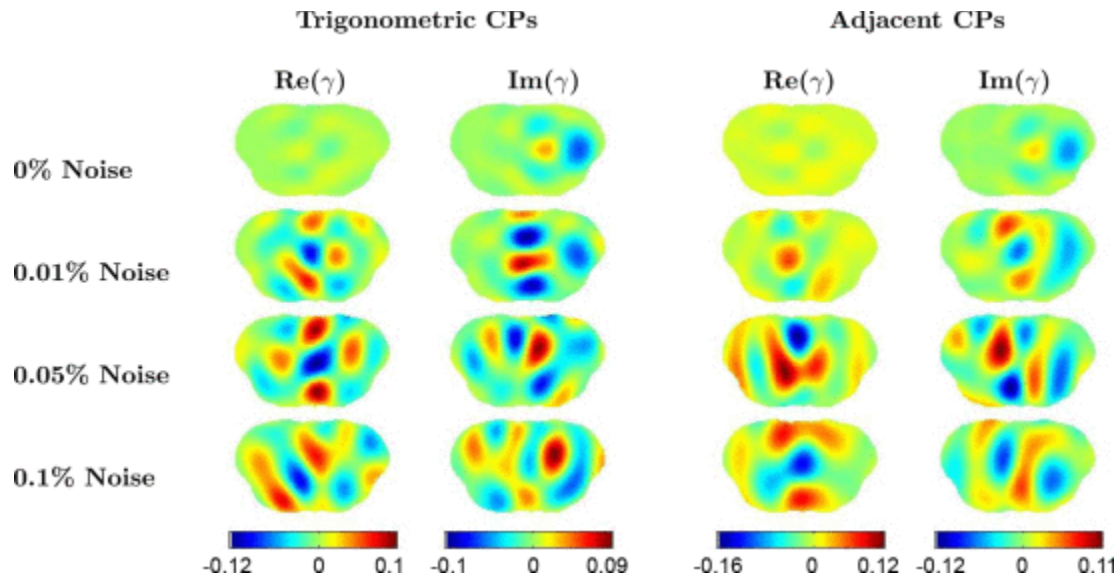 Trigonometric CPs Adjacent CPs
Re(γ) Im(γ) Re(γ) Im(γ)
0% Noise
0.01% Noise
0.05% Noise
0.1% Noise
-0.12 0 0.1 -0.1 0 0.09 -0.16 0 0.12 -0.12 0 0.11